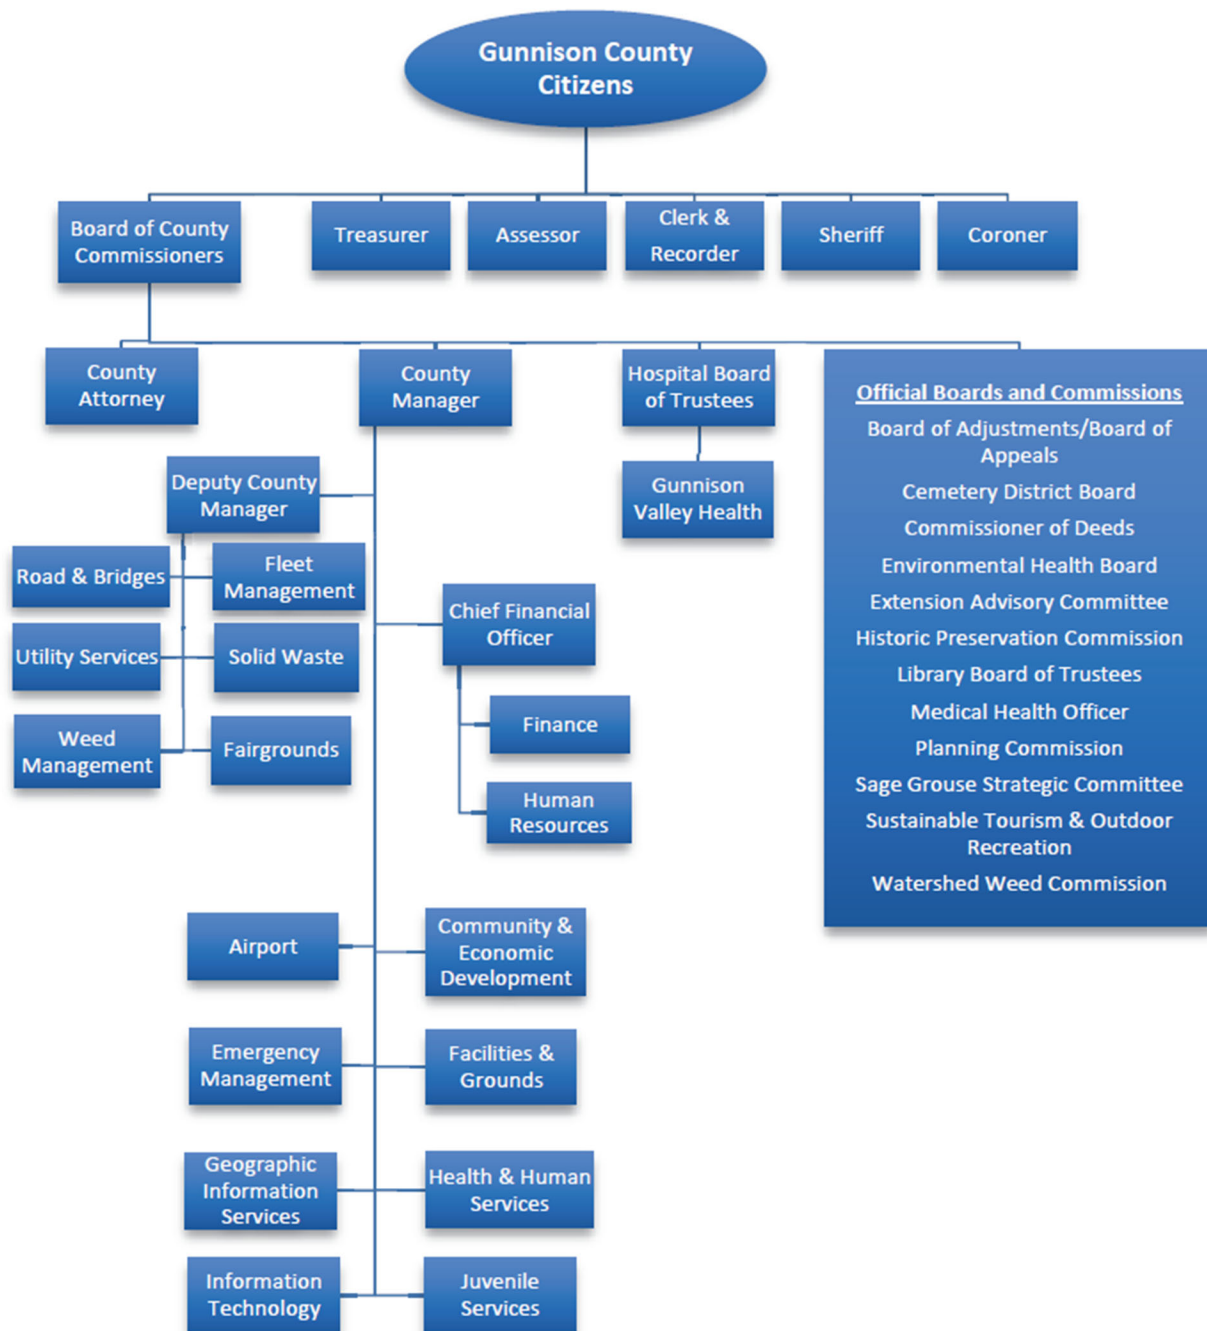 Gunnison County
Citizens
Board of County
Commissioners
Treasurer
Assessor
Clerk &
Recorder
Sheriff
Coroner
County
Attorney
County
Manager
Hospital Board
of Trustees
Gunnison
Valley Health
Official Boards and Commissions
Board of Adjustments/Board of
Appeals
Cemetery District Board
Commissioner of Deeds
Environmental Health Board
Extension Advisory Committee
Historic Preservation Commission
Library Board of Trustees
Medical Health Officer
Planning Commission
Sage Grouse Strategic Committee
Sustainable Tourism & Outdoor
Recreation
Watershed Weed Commission
Deputy County
Manager
Road & Bridges
Fleet
Management
Utility Services
Solid Waste
Weed
Management
Fairgrounds
Chief Financial
Officer
Finance
Human
Resources
Airport
Community &
Economic
Development
Emergency
Management
Facilities &
Grounds
Geographic
Information
Services
Health & Human
Services
Information
Technology
Juvenile
Services